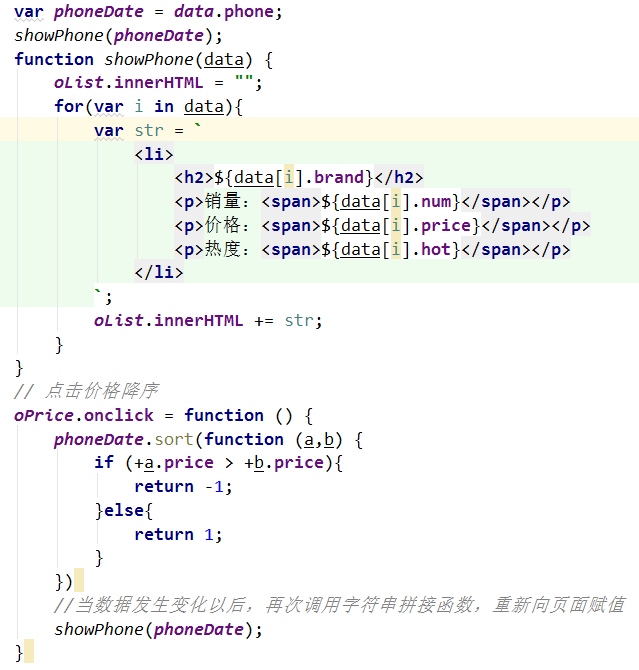 var phoneDate = data.phone;
showPhone(phoneDate);
function showPhone(data) {
    oList.innerHTML = "";
    for(var i in data){
        var str = `
            <li>
                <h2>${data[i].brand}</h2>
                <p>销量：<span>${data[i].num}</span></p>
                <p>价格：<span>${data[i].price}</span></p>
                <p>热度：<span>${data[i].hot}</span></p>
            </li>
        `;
        oList.innerHTML += str;
    }
}
// 点击价格降序
oPrice.onclick = function () {
    phoneDate.sort(function (a,b) {
        if (+a.price > +b.price){
            return -1;
        }else{
            return 1;
        }
    })
    //当数据发生变化以后，再次调用字符串拼接函数，重新向页面赋值
    showPhone(phoneDate);
}